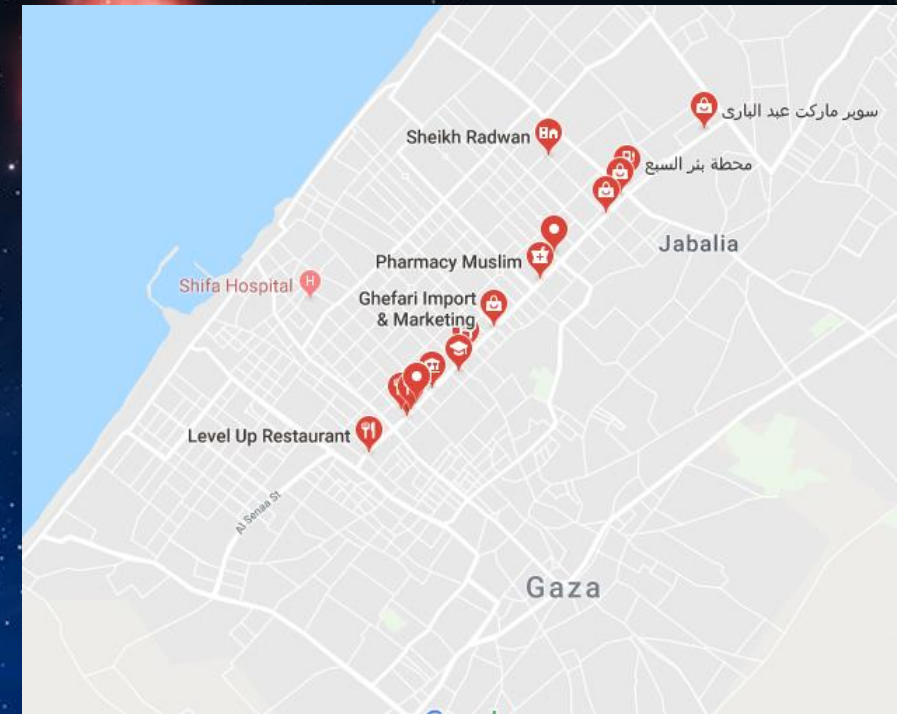 سوبر ماركت عبد البارى
Sheikh Radwan
محطة بئر السبع
Jabalia
Pharmacy Muslim
Shifa Hospital
H
Ghefari Import
& Marketing
Level Up Restaurant
Al Senaa St
Gaza